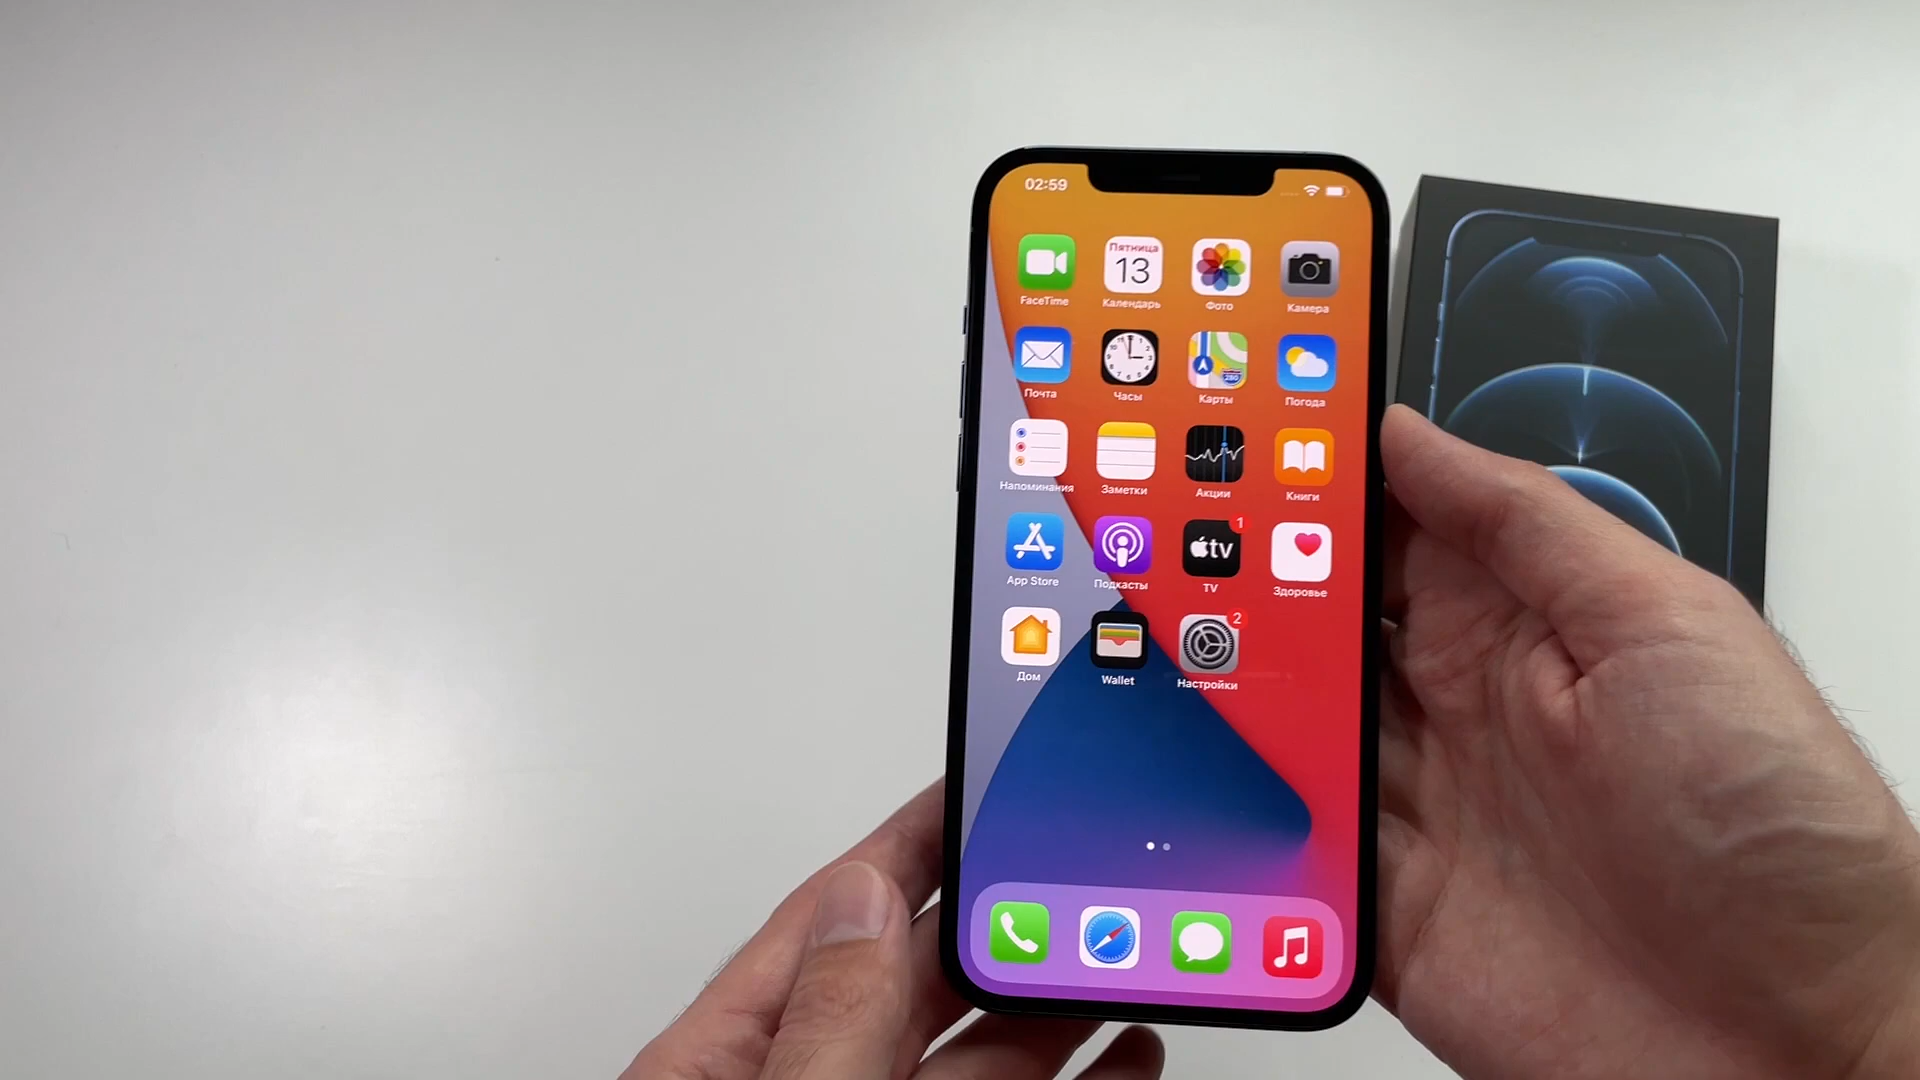 02:59
Пятница
13
FaceTime
Календарь
Фото
Камера
280
Почта
Часы
Карты
Погода
Напоминания
Заметки
Акции
Книги
1
tv
App Store
Подкасты
TV
Здоровье
2
Дом
Wallet
Настройки